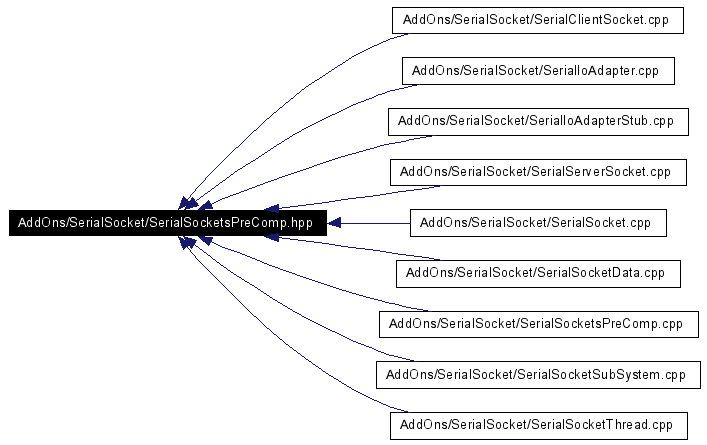 AddOns/SerialSocket/SerialClientSocket.cpp
AddOns/SerialSocket/SerialIoAdapter.cpp
AddOns/SerialSocket/SerialIoAdapterStub.cpp
AddOns/SerialSocket/SerialServerSocket.cpp
AddOns/SerialSocket/SerialSocketsPreComp.hpp
AddOns/SerialSocket/SerialSocket.cpp
AddOns/SerialSocket/SerialSocketData.cpp
AddOns/SerialSocket/SerialSocketsPreComp.cpp
AddOns/SerialSocket/SerialSocketSubSystem.cpp
AddOns/SerialSocket/SerialSocketThread.cpp